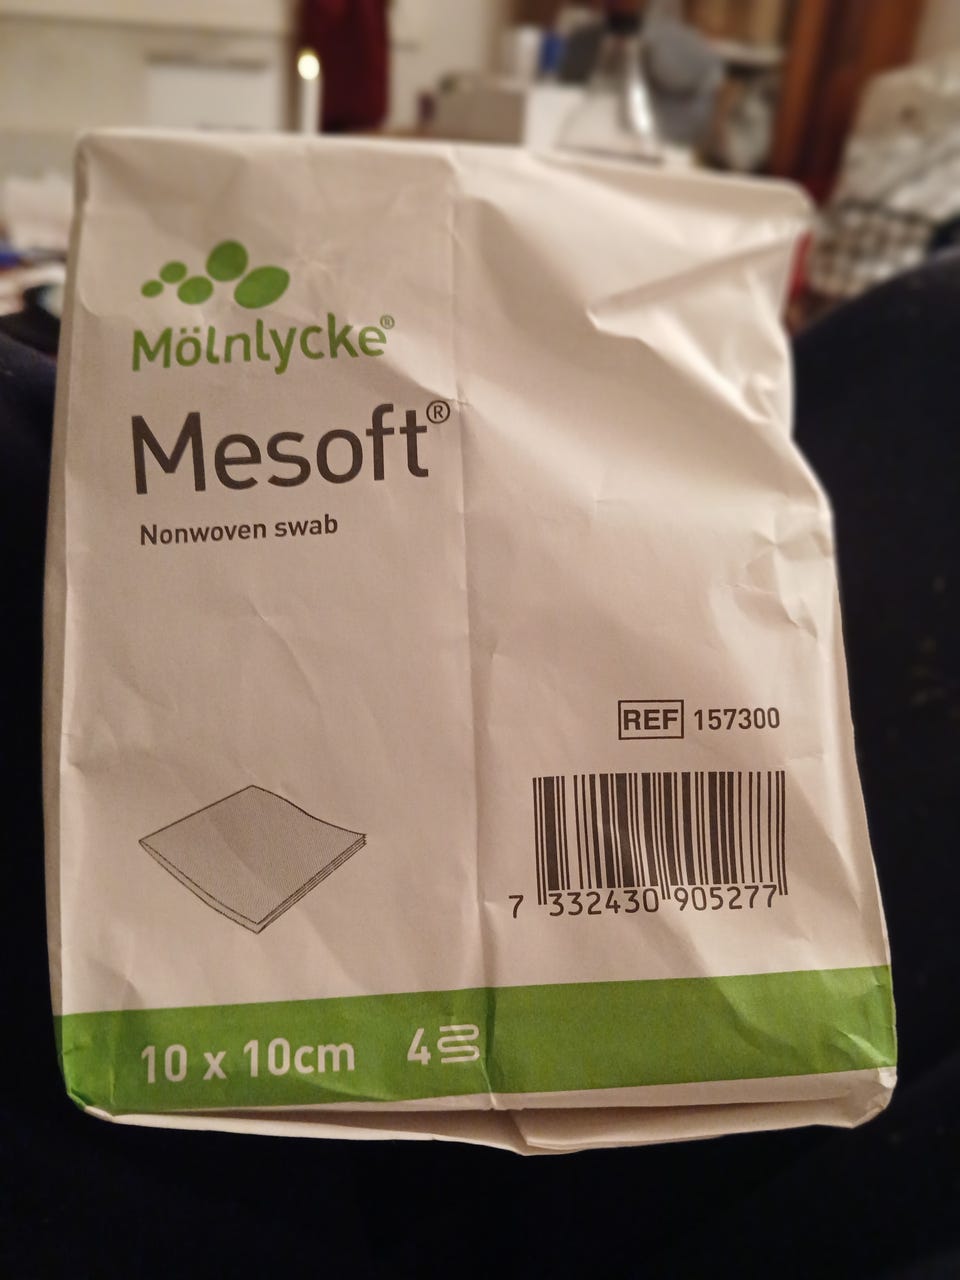 Mölnlycke®
Mesoft®
Nonwoven swab
REF 157300
7 332430 905277
10 x 10cm 4